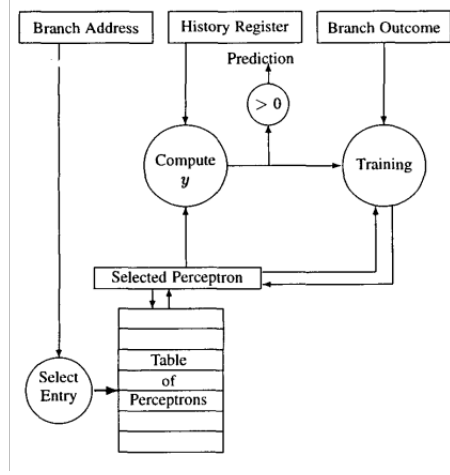 Branch Address
History Register
Branch Outcome
Prediction
> 0
Compute
y
Training
Selected Perceptron
Table
of
Perceptrons
Select
Entry